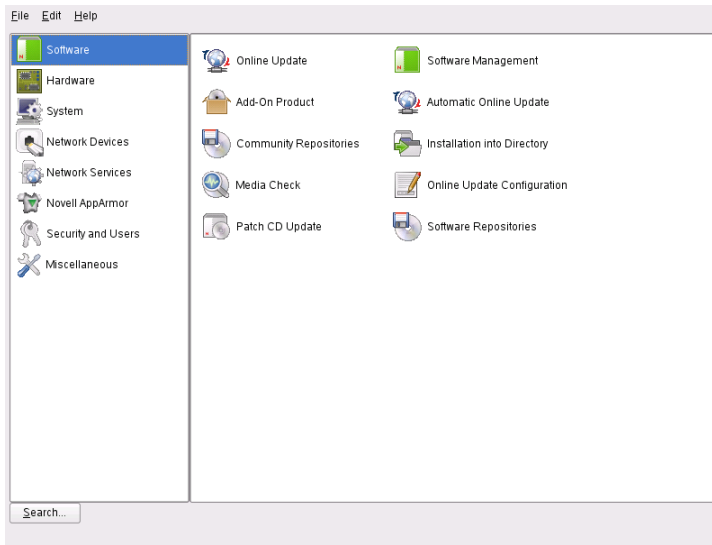 File Edit Help
Software
Hardware
System
Network Devices
Network Services
Novell AppArmor
Security and Users
Miscellaneous
Online Update
Software Management
Add-On Product
Automatic Online Update
Community Repositories
Installation into Directory
Media Check
Online Update Configuration
Patch CD Update
Software Repositories
Search...